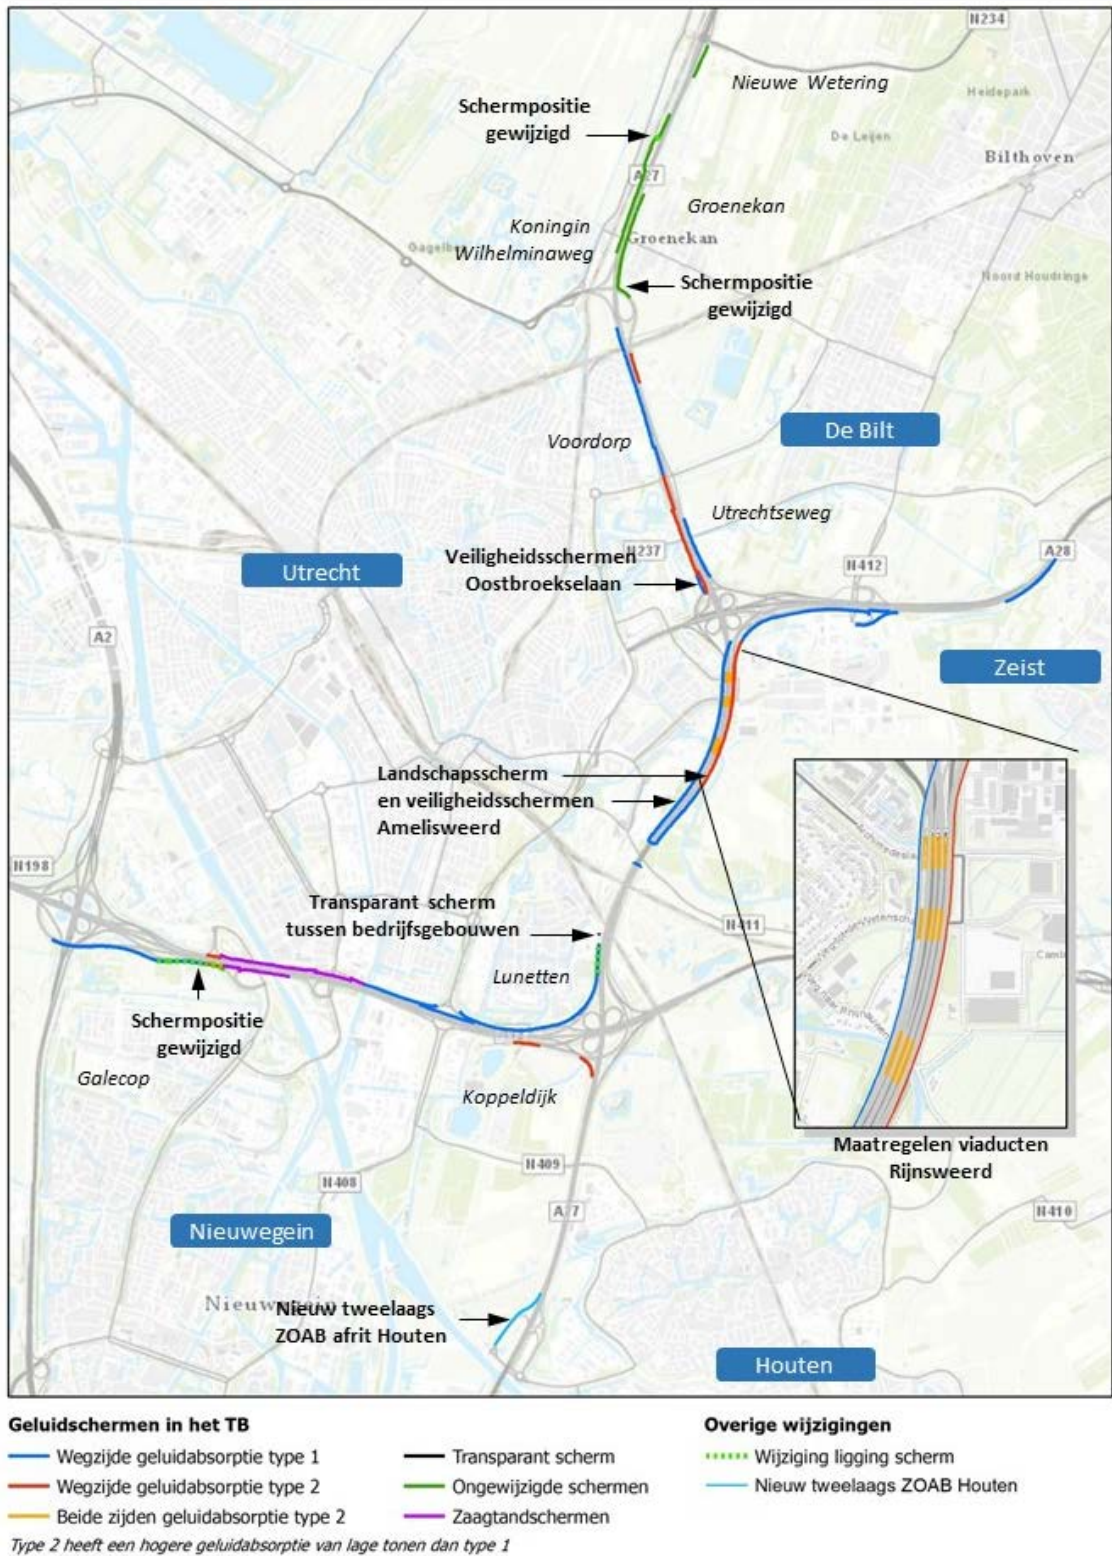 N234
Nieuwe Wetering
Heidepark
Schermpositie
gewijzigd
De Leijen
Bilthoven
A27
Groenekan
Koningin
Wilhelminaweg
Groenekan
Noord Houdringe
Schermpositie
gewijzigd
De Bilt
Voordorp
Utrechtseweg
Veiligheidsschermen
Oostbroekselaan
N237
A28
N412
Utrecht
A2
Zeist
Landschapsscherm
en veiligheidsschermen
Amelisweerd
N198
Transparant scherm
tussen bedrijfsgebouwen
N411
Lunetten
Schermpositie
gewijzigd
Galecop
Koppeldijk
Maatregelen viaducten
Rijnsweerd
N409
N408
A27
N410
Nieuwegein
Nieuwegein
Nieuw tweelaags
ZOAB afrit Houten
Houten
Geluidschermen in het TB
Wegzijde geluidabsorptie type 1
Wegzijde geluidabsorptie type 2
Beide zijden geluidabsorptie type 2
Transparant scherm
Ongewijzigde schermen
Zaagtandschermen
Overige wijzigingen
Wijziging ligging scherm
Nieuw tweelaags ZOAB Houten
Type 2 heeft een hogere geluidabsorptie van lage tonen dan type 1